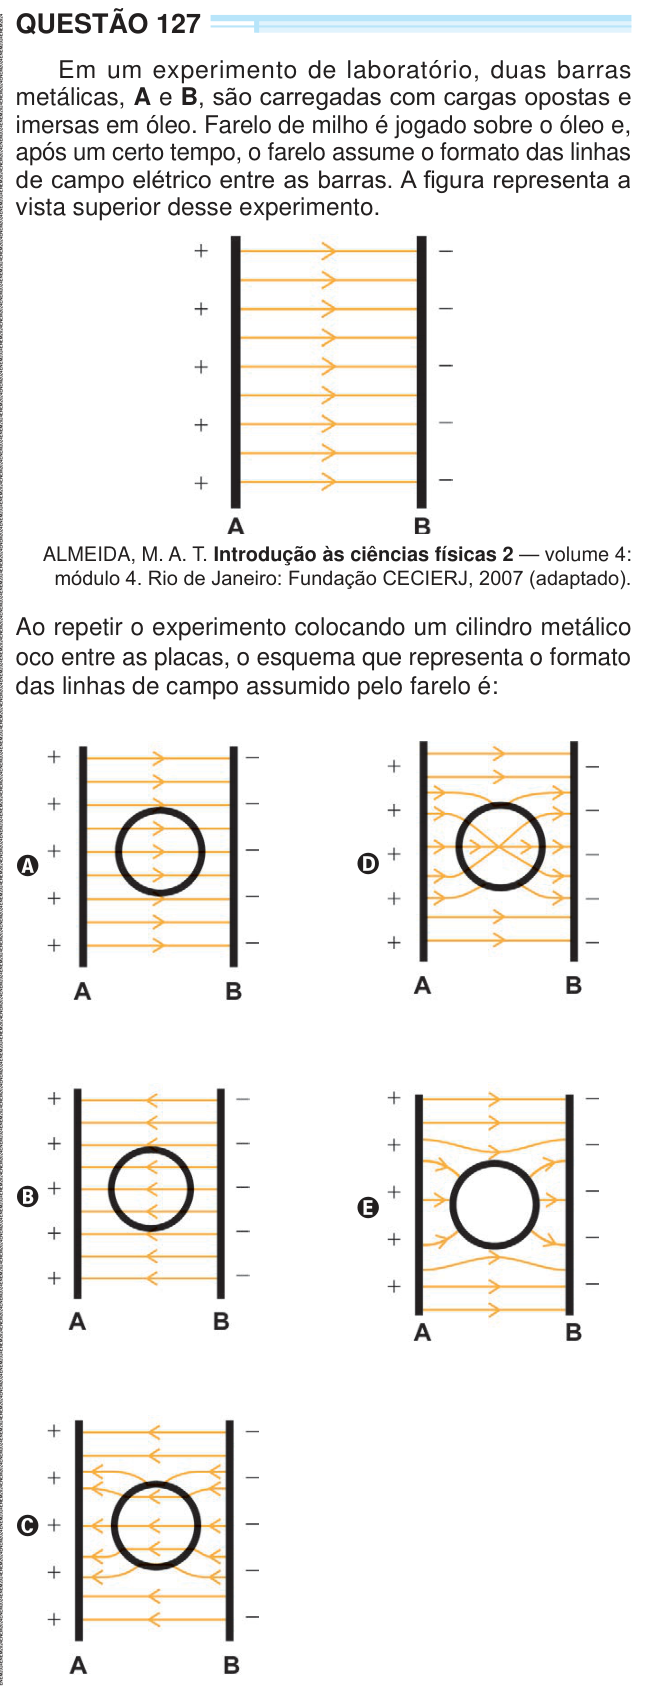 QUESTÃO 127
Em um experimento de laboratório, duas barras
metálicas, A e B, são carregadas com cargas opostas e
imersas em óleo. Farelo de milho é jogado sobre o óleo e,
após um certo tempo, o farelo assume o formato das linhas
de campo elétrico entre as barras. A figura representa a
vista superior desse experimento.
+ −
+ −
+ −
+ −
+ −
A B
ALMEIDA, M. A. T. Introdução às ciências físicas 2 — volume 4:
módulo 4. Rio de Janeiro: Fundação CECIERJ, 2007 (adaptado).
Ao repetir o experimento colocando um cilindro metálico
oco entre as placas, o esquema que representa o formato
das linhas de campo assumido pelo farelo é:
A
+ −
+ −
+ −
+ −
+ −
A B
B
+ −
+ −
+ −
+ −
+ −
A B
C
+ −
+ −
+ −
+ −
+ −
A B
D
+ −
+ −
+ −
+ −
+ −
A B
E
+ −
+ −
+ −
+ −
+ −
A B